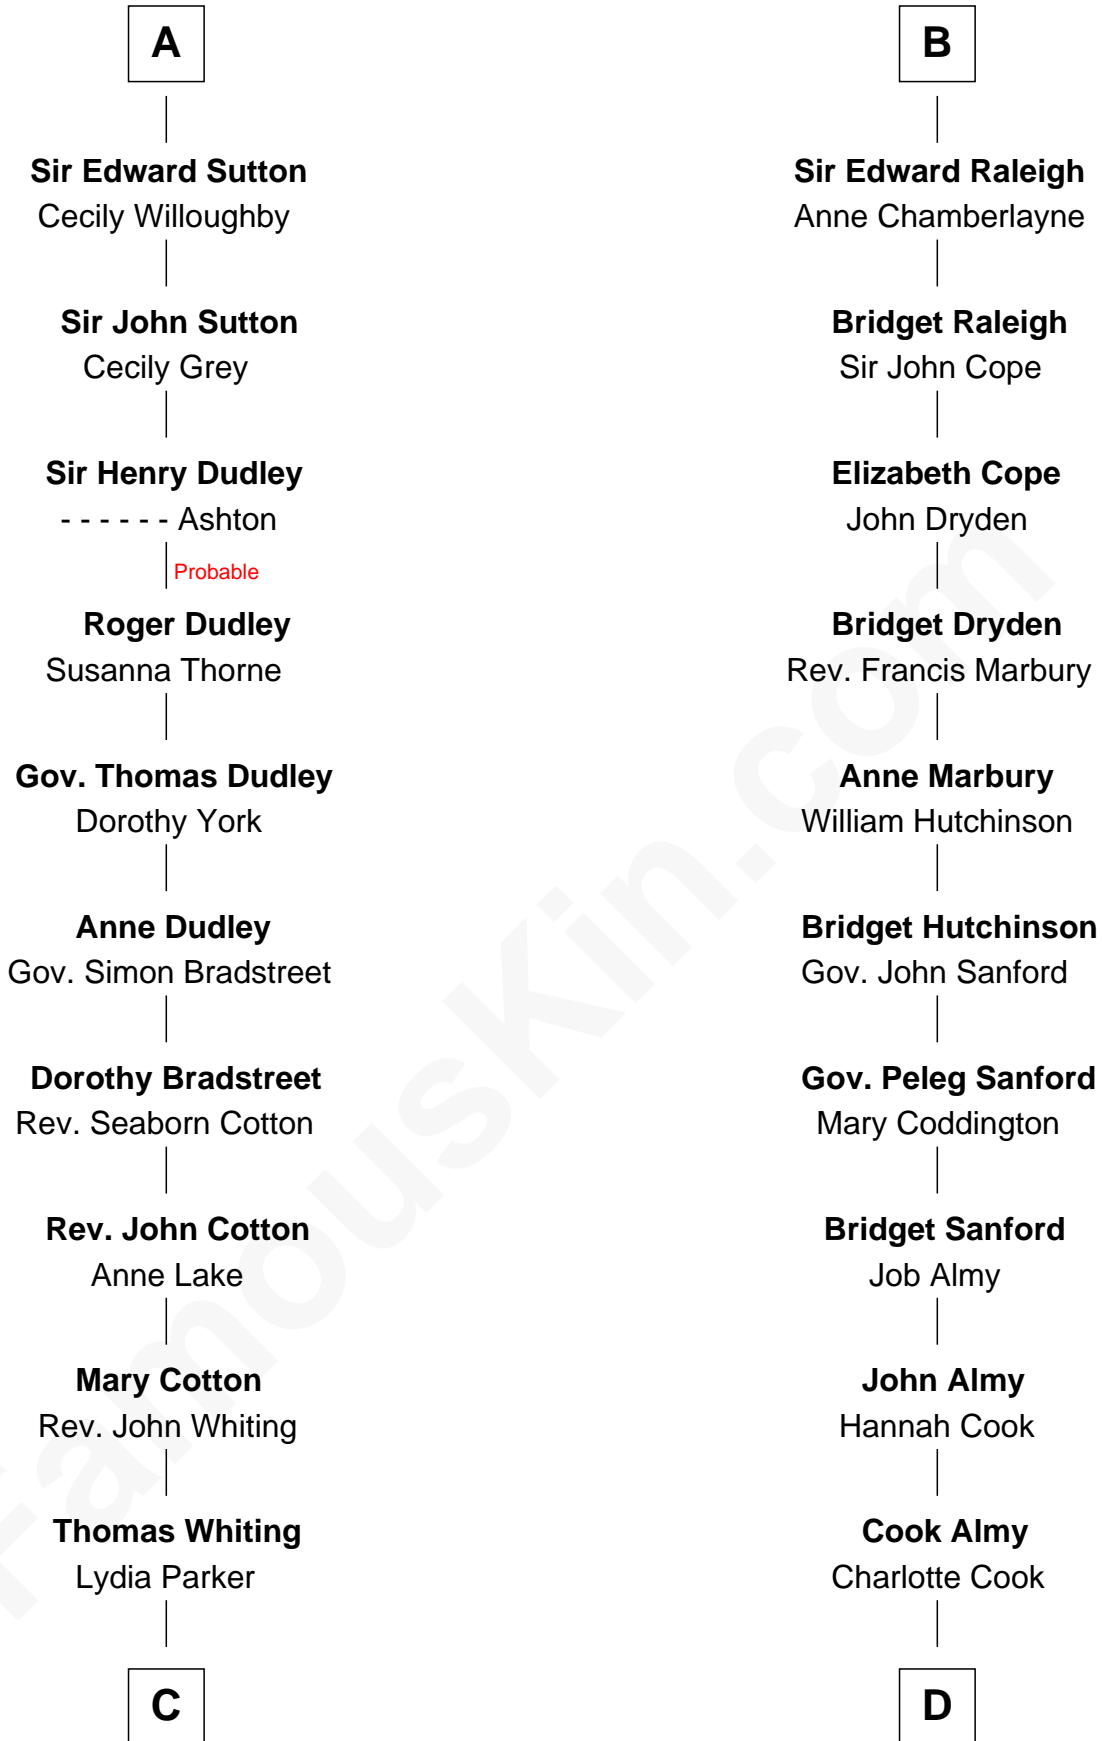 A
Sir Edward Sutton
Cecily Willoughby
Sir John Sutton
Cecily Grey
Sir Henry Dudley
- - - - - - Ashton
Probable
Roger Dudley
Susanna Thorne
Gov. Thomas Dudley
Dorothy York
Anne Dudley
Gov. Simon Bradstreet
Dorothy Bradstreet
Rev. Seaborn Cotton
Rev. John Cotton
Anne Lake
Mary Cotton
Rev. John Whiting
Thomas Whiting
Lydia Parker
C
B
Sir Edward Raleigh
Anne Chamberlayne
Bridget Raleigh
Sir John Cope
Elizabeth Cope
John Dryden
Bridget Dryden
Rev. Francis Marbury
Anne Marbury
William Hutchinson
Bridget Hutchinson
Gov. John Sanford
Gov. Peleg Sanford
Mary Coddington
Bridget Sanford
Job Almy
John Almy
Hannah Cook
Cook Almy
Charlotte Cook
D
FamousKin.com